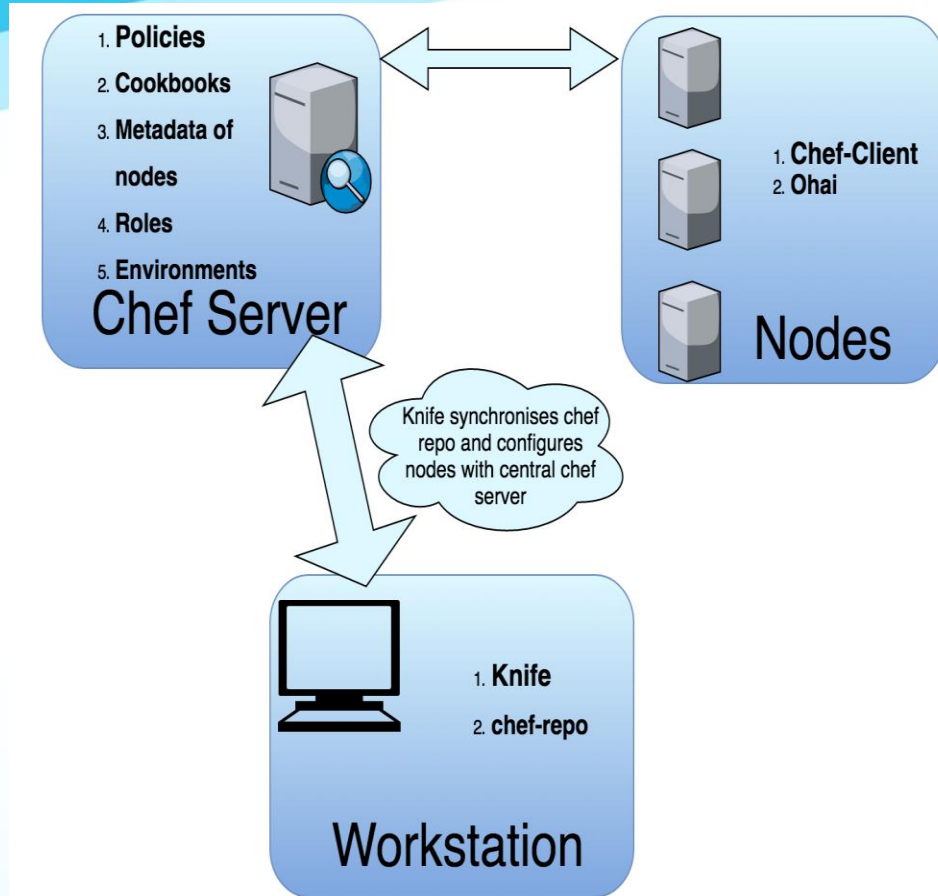 1. Policies
2. Cookbooks
3. Metadada of
nodes
4. Roles
5. Environments
Chef Server
1. Chef-Client
2. Ohai
Nodes
Knife synchronises chef
repo and configures
nodes with central chef
server
1. Knife
2. chef-repo
Workstation